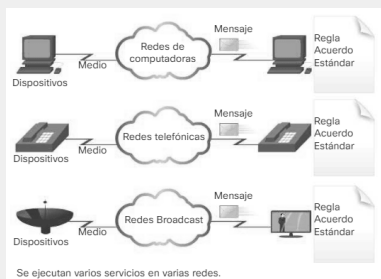 Mensaje
Redes de
computadoras
Regla
Acuerdo
Estándar
Medio
Dispositivos
Mensaje
Redes telefónicas
Regla
Acuerdo
Estándar
Medio
Dispositivos
Mensaje
Redes Broadcast
Regla
Acuerdo
Estándar
Medio
Dispositivos
Se ejecutan varios servicios en varias redes.